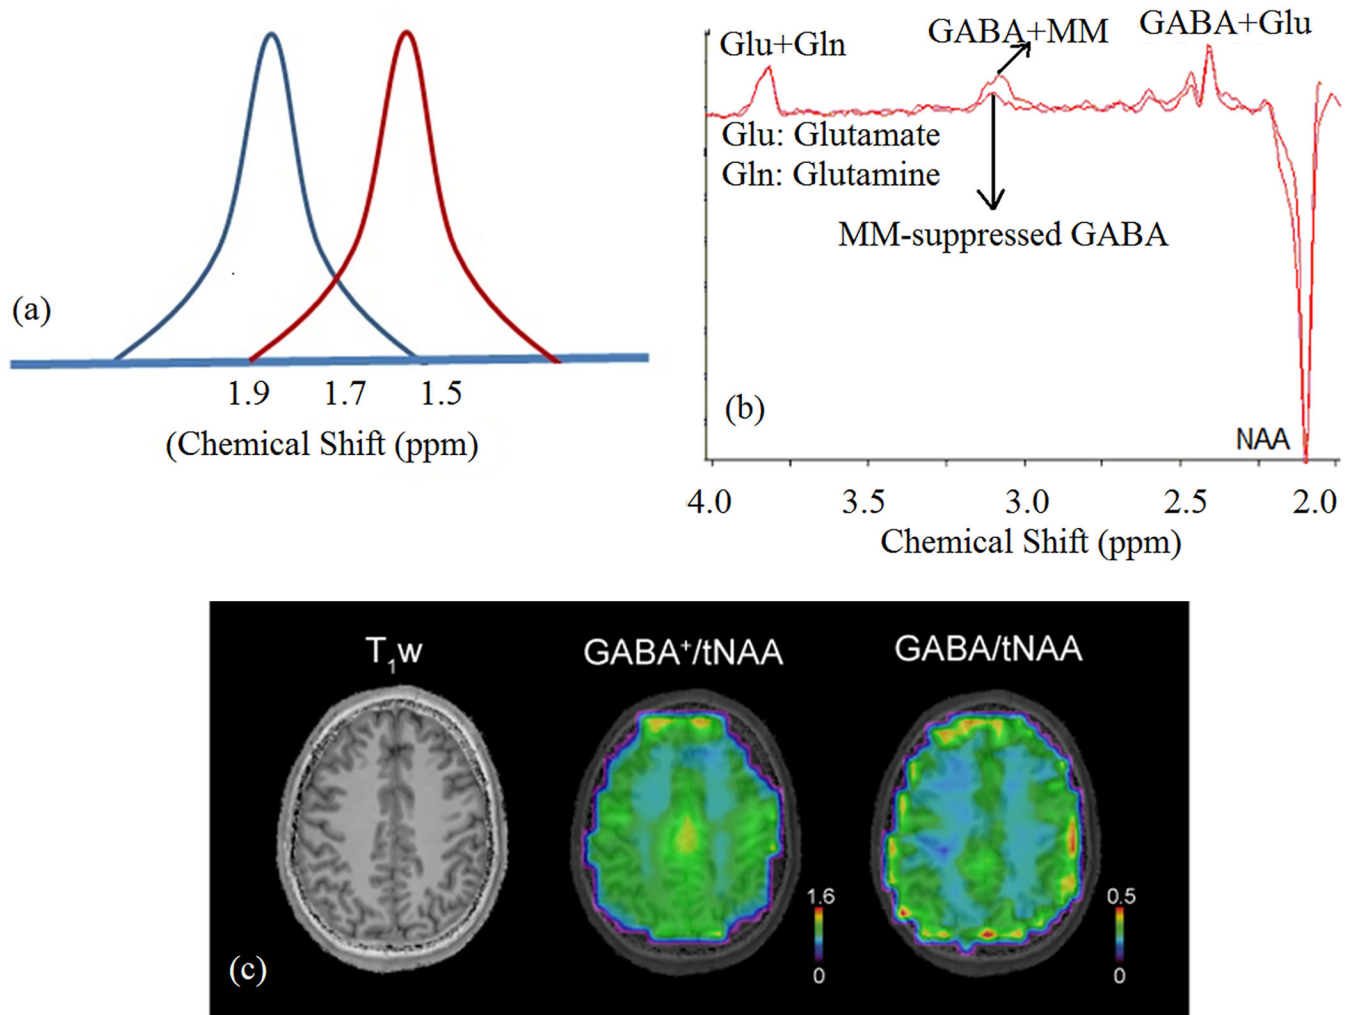 (a)
1.9 1.7 1.5
(Chemical Shift (ppm)
Glu+Gln
GABA+MM
GABA+Glu
Glu: Glutamate
Gln: Glutamine
MM-suppressed GABA
(b)
NAA
4.0 3.5 3.0 2.5 2.0
Chemical Shift (ppm)
T1w
GABA+/tNAA
GABA/tNAA
1.6
0
0.5
0
(c)